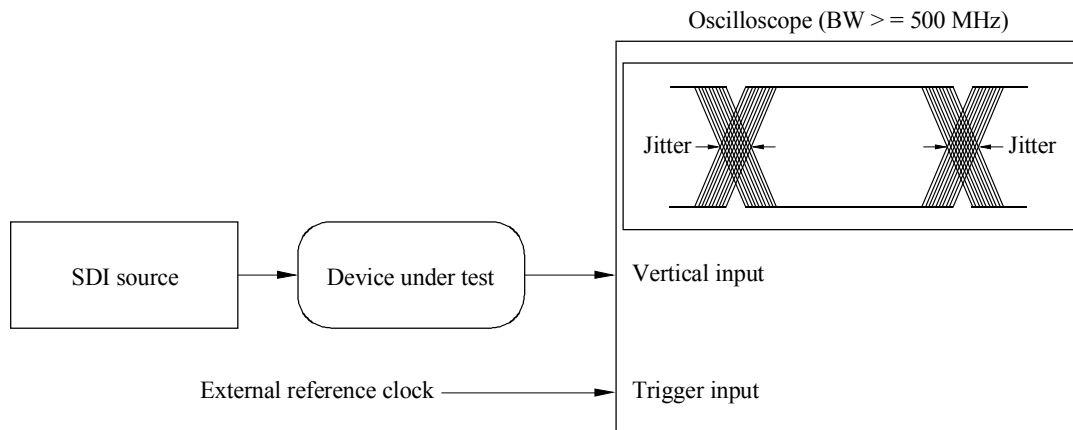 Oscilloscope (BW > = 500 MHz)
Jitter
Jitter
SDI source
Device under test
Vertical input
External reference clock
Trigger input